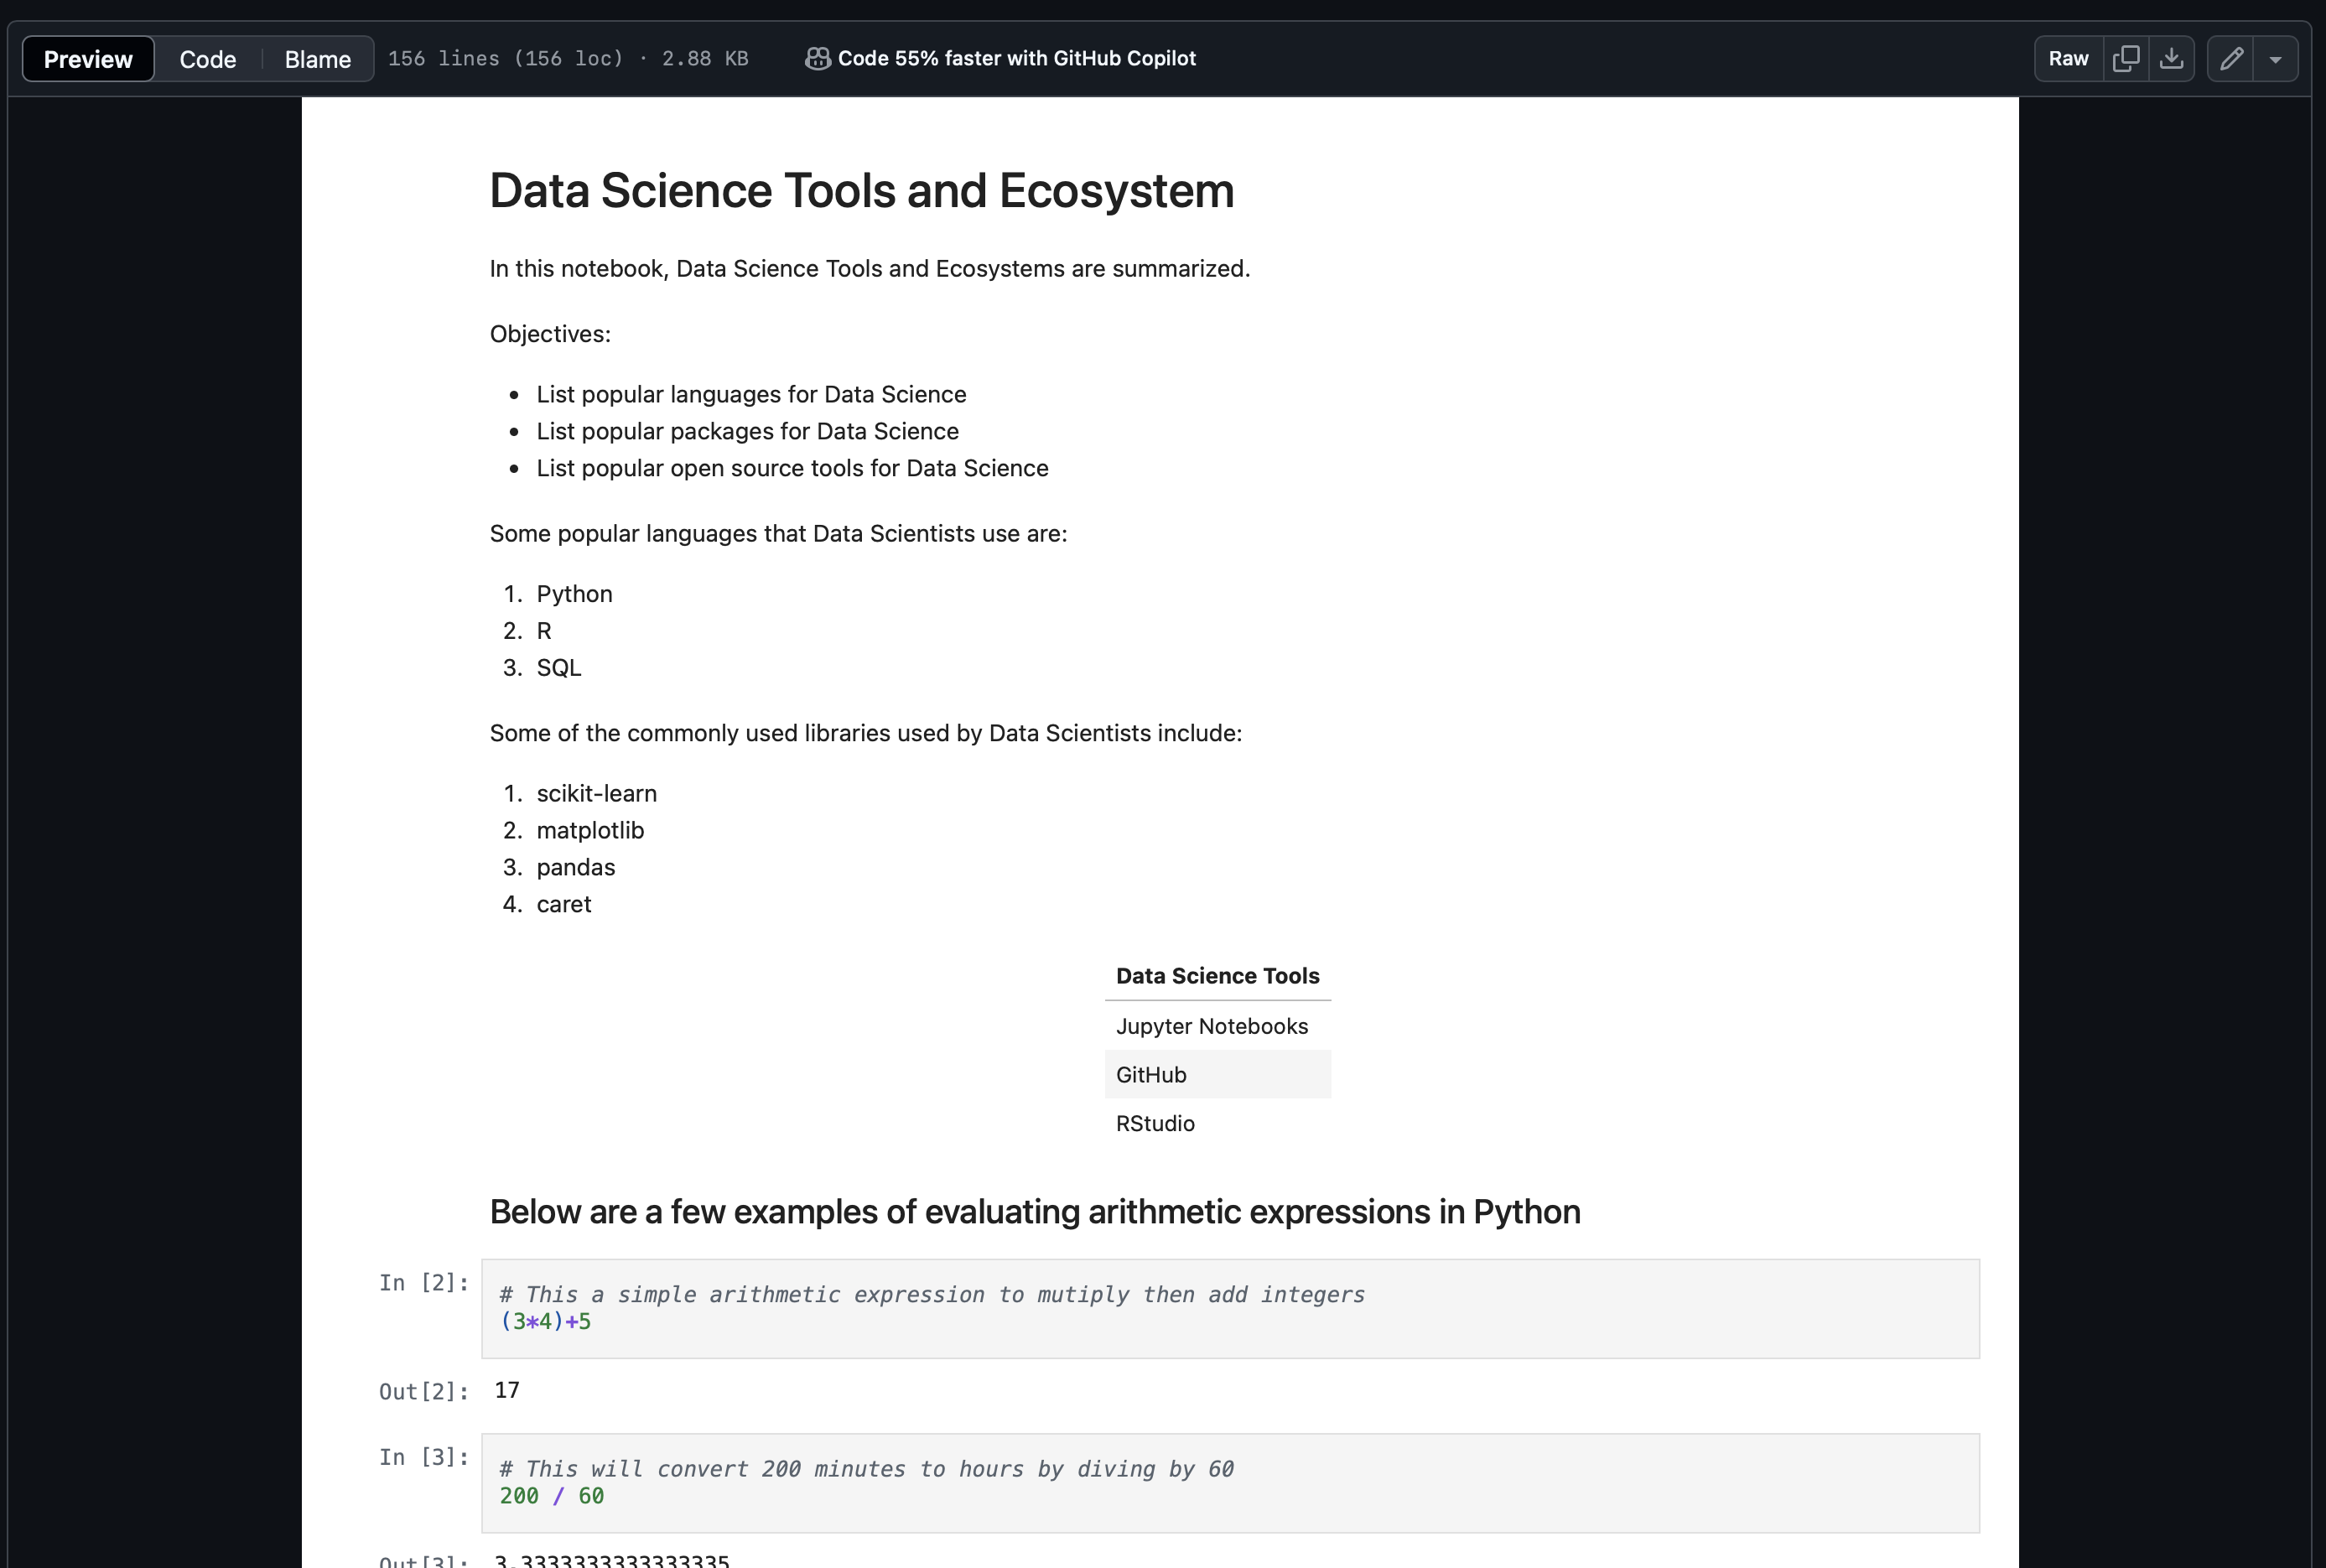 Preview Code Blame 156 lines (156 loc) · 2.88 KB Code 55% faster with GitHub Copilot Raw
Data Science Tools and Ecosystem
In this notebook, Data Science Tools and Ecosystems are summarized.
Objectives:
• List popular languages for Data Science
• List popular packages for Data Science
• List popular open source tools for Data Science
Some popular languages that Data Scientists use are:
1. Python
2. R
3. SQL
Some of the commonly used libraries used by Data Scientists include:
1. scikit-learn
2. matplotlib
3. pandas
4. caret
Data Science Tools
Jupyter Notebooks
GitHub
RStudio
Below are a few examples of evaluating arithmetic expressions in Python
In [2]: # This a simple arithmetic expression to mutiply then add integers
(3*4)+5
Out[2]: 17
In [3]: # This will convert 200 minutes to hours by diving by 60
200 / 60
Out[3]: 3.3333333333333335